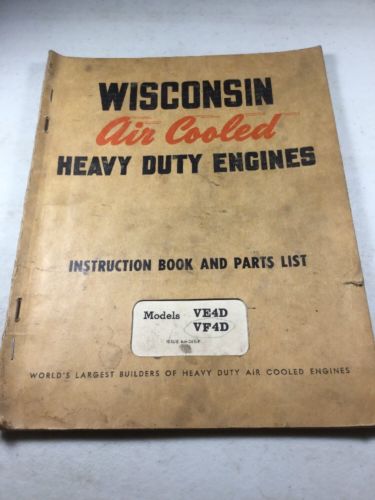 WISCONSIN
Air Cooled
HEAVY DUTY ENGINES
INSTRUCTION BOOK AND PARTS LIST
Models VE4D
VF4D
ISSUE
WORLD'S LARGEST BUILDERS OF HEAVY DUTY AIR COOLED ENGINES